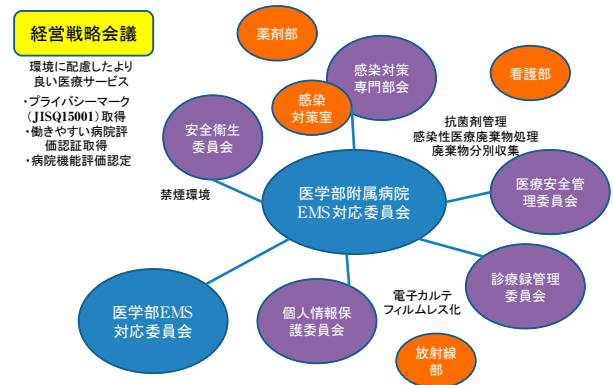 経営戦略会議
環境に配慮したより
良い医療サービス
・プライバシーマーク
(JISQ15001)取得
・働きやすい病院評
価認証取得
・病院機能評価認定
薬剤部
感染対策
専門部会
看護部
感染
対策室
安全衛生
委員会
抗菌剤管理
感染性医療廃棄物処理
廃棄物分別収集
禁煙環境
医学部附属病院
EMS対応委員会
医療安全管
理委員会
医学部EMS
対応委員会
個人情報保
護委員会
電子カルテ
フィルムレス化
診療録管理
委員会
放射線
部